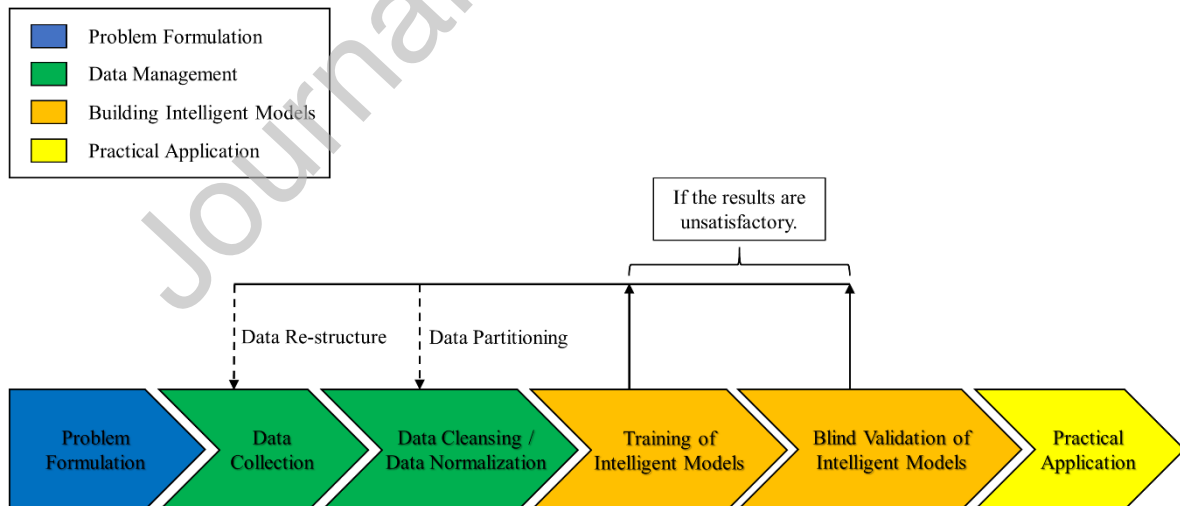 Problem Formulation
Data Management
Building Intelligent Models
Practical Application
Journal
If the results are
unsatisfactory.
Data Re-structure
Data Partitioning
Problem
Formulation
Data
Collection
Data Cleansing /
Data Normalization
Training of
Intelligent Models
Blind Validation of
Intelligent Models
Practical
Application